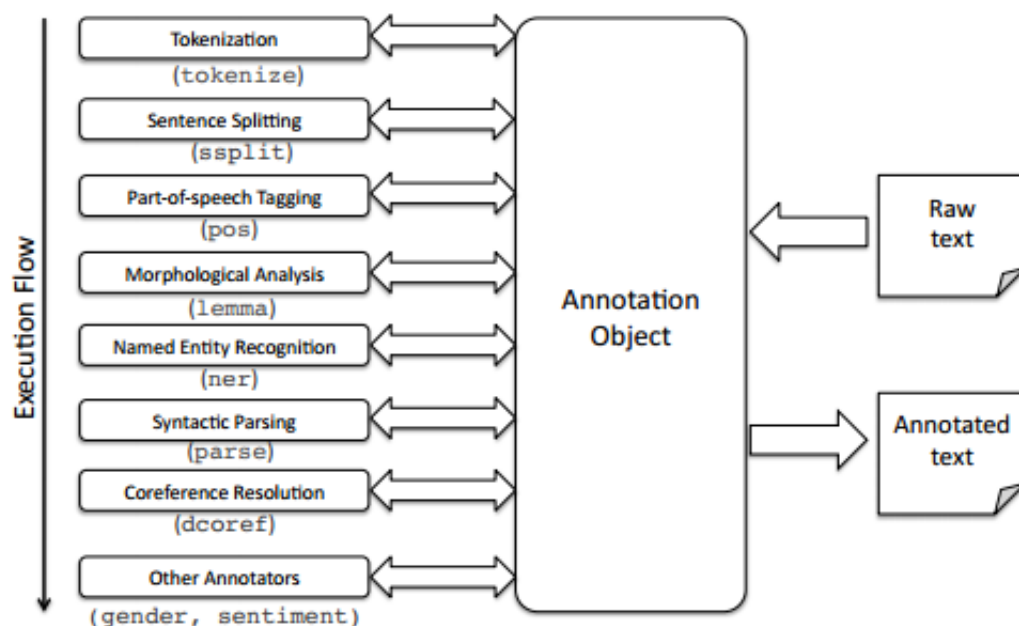 Execution Flow
Tokenization
(tokenize)
Sentence Splitting
(ssplit)
Part-of-speech Tagging
(pos)
Morphological Analysis
(lemma)
Named Entity Recognition
(ner)
Syntactic Parsing
(parse)
Coreference Resolution
(dcoref)
Other Annotators
(gender, sentiment)
Annotation
Object
Raw
text
Annotated
text